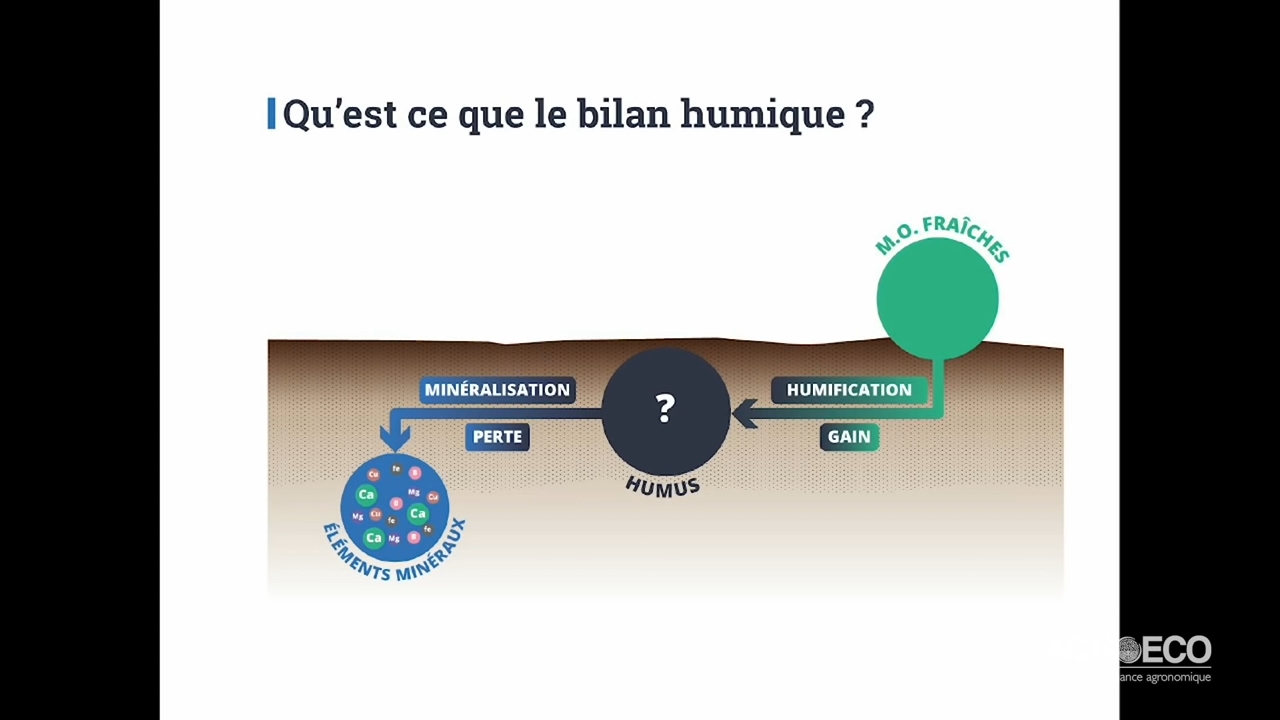 Qu'est ce que le bilan humique ?
M.O. FRAÎCHES
MINÉRALISATION
PERTE
?
HUMUS
HUMIFICATION
GAIN
Cu
fe
B
Ca
Mg
Cu
B
Mg
Cu
fe
Ca
fe
Ca
Mg
B
ÉLÉMENTS MINÉRAUX
ECO
ance agronomique